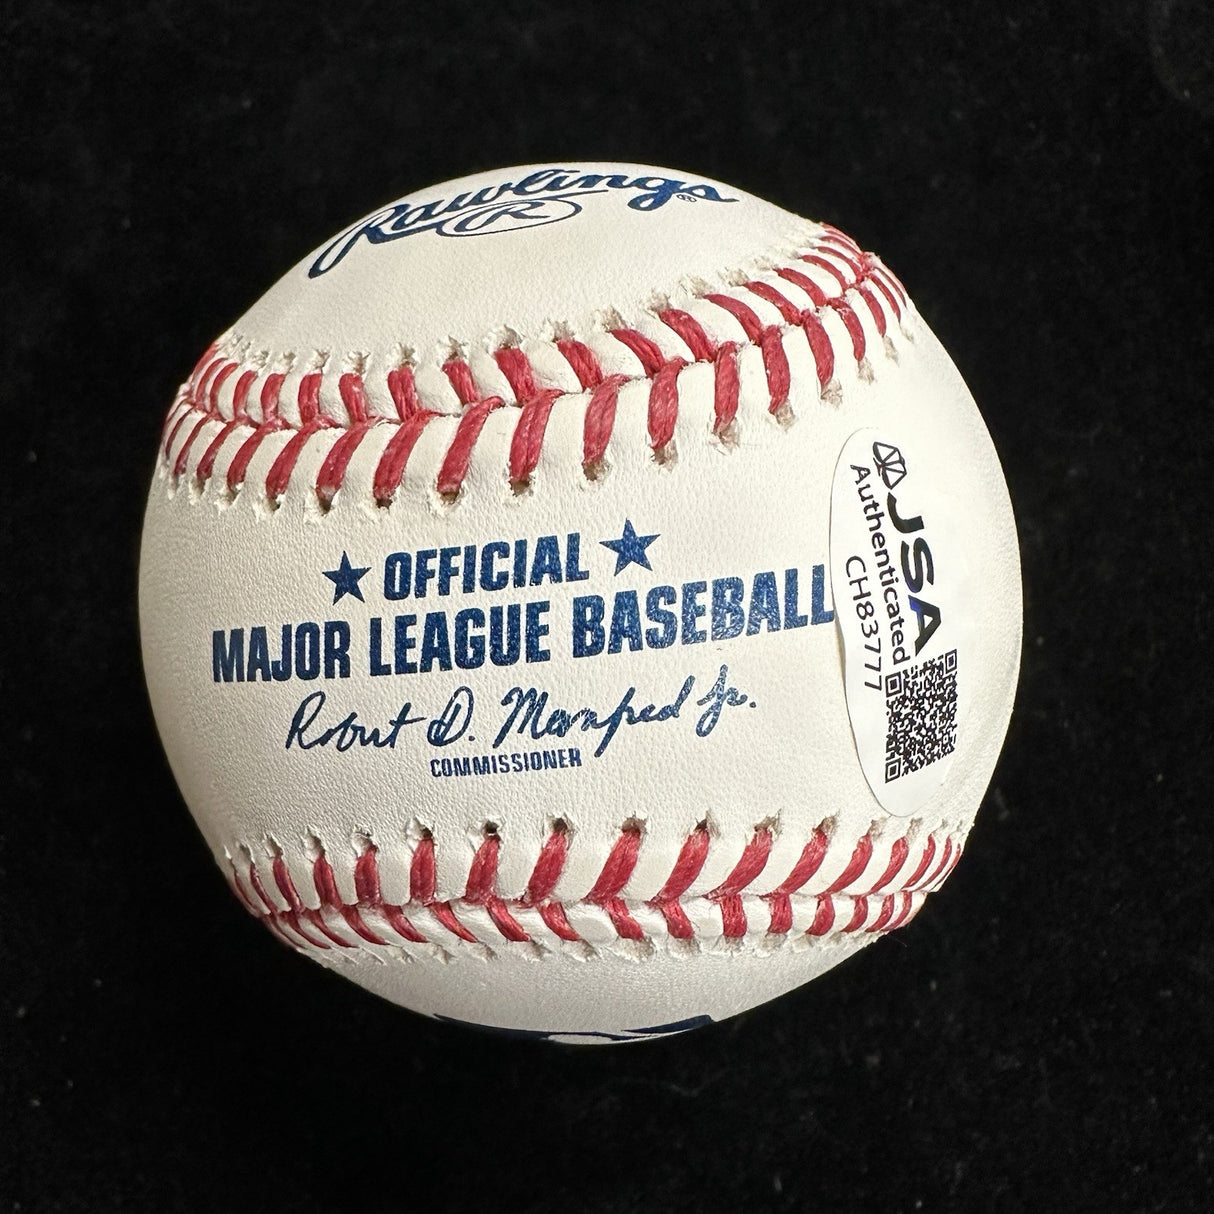 Rawlings®
R
OFFICIAL
MAJOR LEAGUE BASEBALL
Robert D. Manfred Jr.
COMMISSIONER
JSA
Authenticated
CH83777